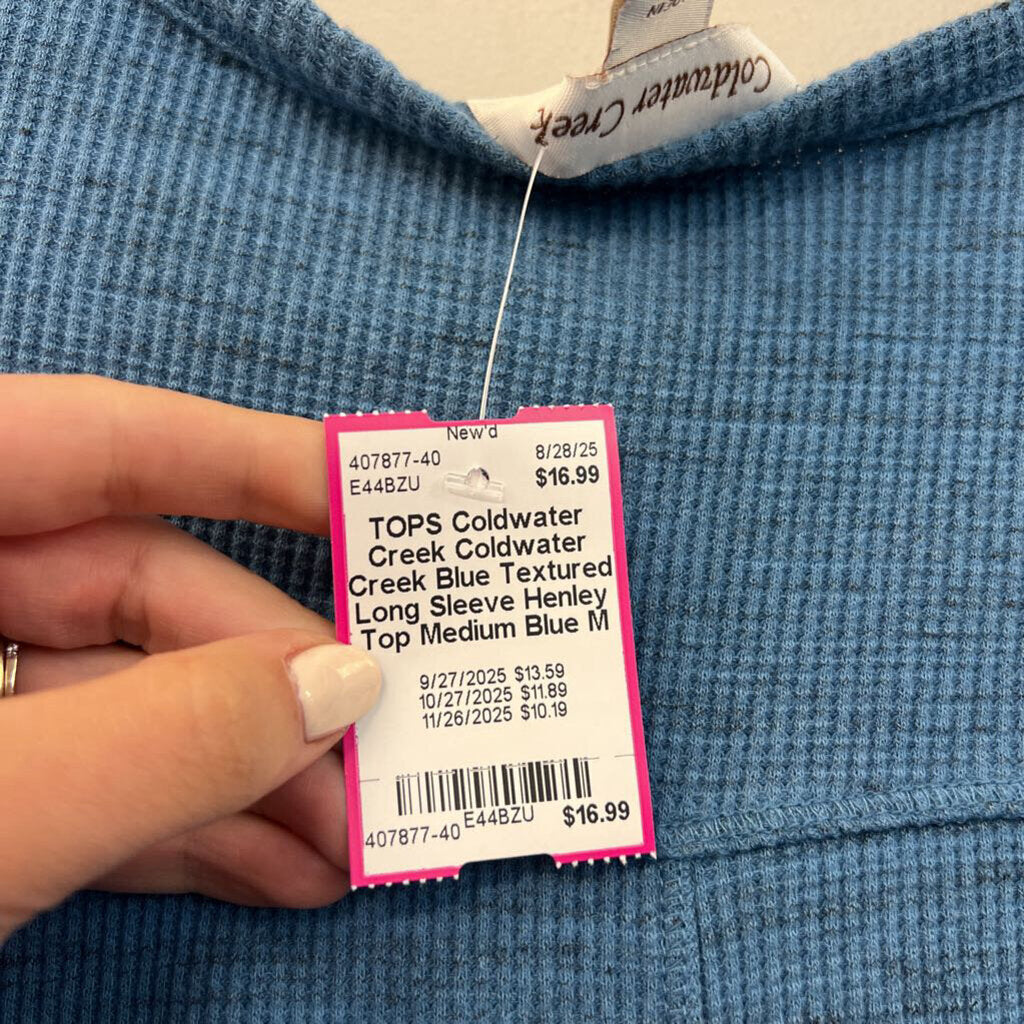 Coldwater Creek
New'd
407877-40
8/28/25
E44BZU
$16.99
TOPS Coldwater
Creek Coldwater
Creek Blue Textured
Long Sleeve Henley
Top Medium Blue M
9/27/2025 $13.59
10/27/2025 $11.89
11/26/2025 $10.19
407877-40 E44BZU $16.99